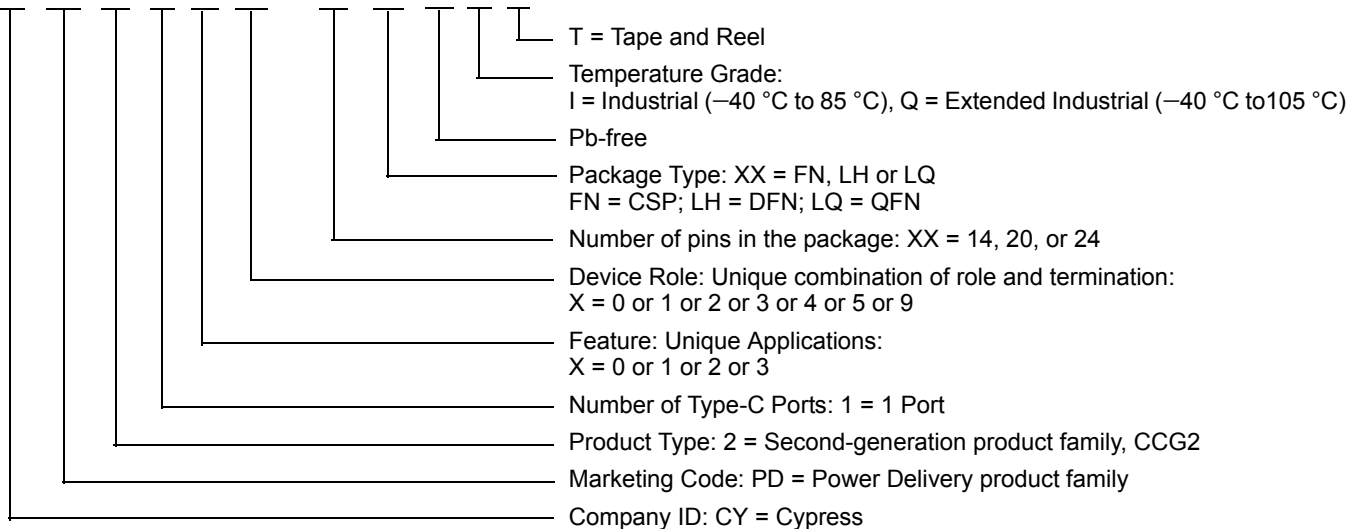 T = Tape and Reel
Temperature Grade:
I = Industrial (–40 °C to 85 °C), Q = Extended Industrial (–40 °C to105 °C)
Pb-free
Package Type: XX = FN, LH or LQ
FN = CSP; LH = DFN; LQ = QFN
Number of pins in the package: XX = 14, 20, or 24
Device Role: Unique combination of role and termination:
X = 0 or 1 or 2 or 3 or 4 or 5 or 9
Feature: Unique Applications:
X = 0 or 1 or 2 or 3
Number of Type-C Ports: 1 = 1 Port
Product Type: 2 = Second-generation product family, CCG2
Marketing Code: PD = Power Delivery product family
Company ID: CY = Cypress